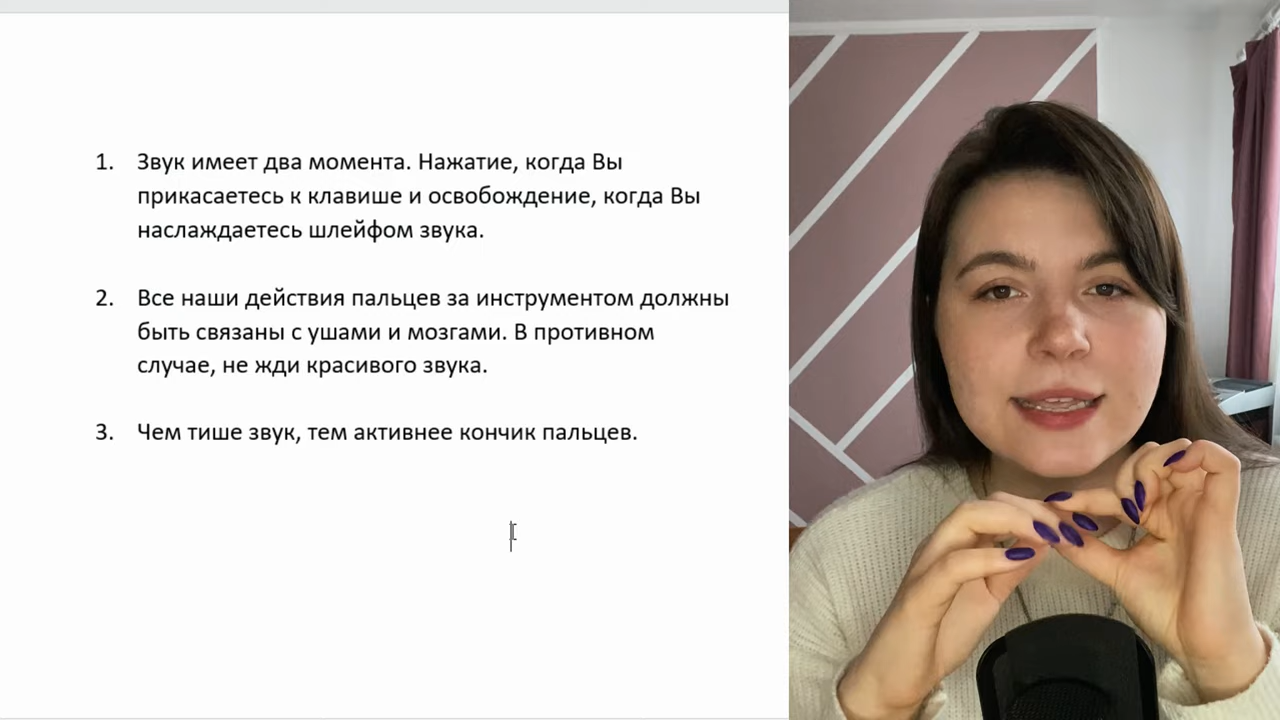 1. Звук имеет два момента. Нажатие, когда Вы
прикасаетесь к клавише и освобождение, когда Вы
наслаждаетесь шлейфом звука.
2. Все наши действия пальцев за инструментом должны
быть связаны с ушами и мозгами. В противном
случае, не жди красивого звука.
3. Чем тише звук, тем активнее кончик пальцев.